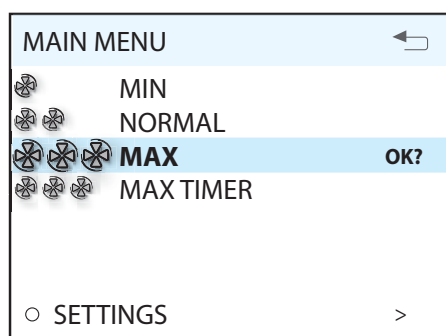 MAIN MENU
MIN
NORMAL
MAX OK?
MAX TIMER
SETTINGS >